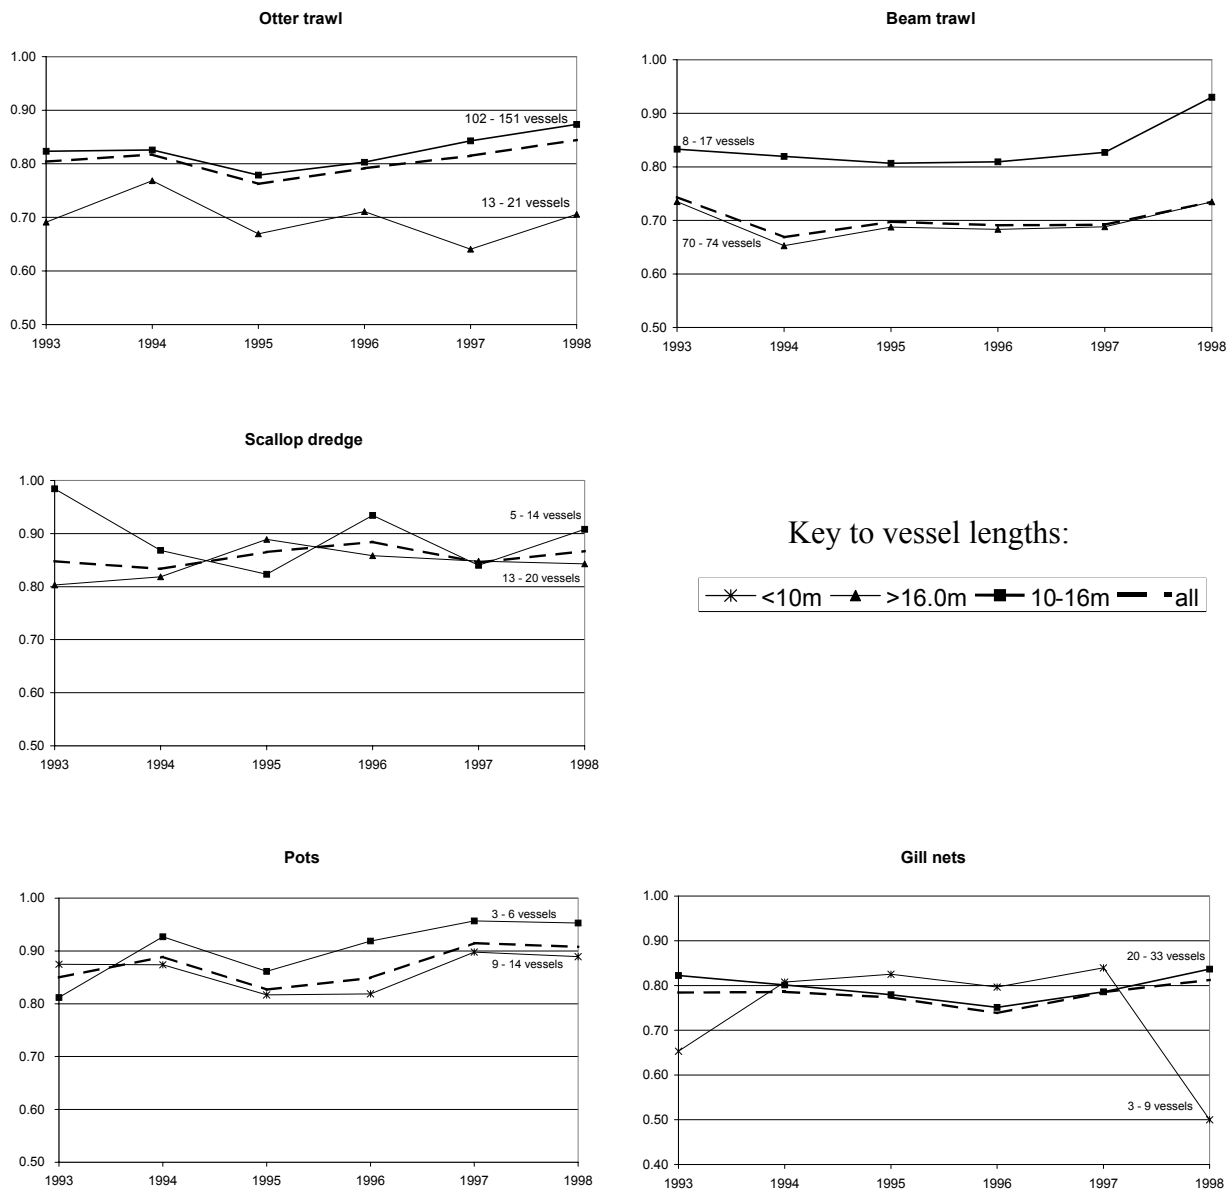 Otter trawl
1.00
0.90
0.80
0.70
0.60
0.50
102 - 151 vessels
13 - 21 vessels
1993 1994 1995 1996 1997 1998
Beam trawl
1.00
0.90
0.80
0.70
0.60
0.50
8 - 17 vessels
70 - 74 vessels
1993 1994 1995 1996 1997 1998
Scallop dredge
1.00
0.90
0.80
0.70
0.60
0.50
5 - 14 vessels
13 - 20 vessels
1993 1994 1995 1996 1997 1998
Key to vessel lengths:
<10m >16.0m 10-16m all
Pots
1.00
0.90
0.80
0.70
0.60
0.50
3 - 6 vessels
9 - 14 vessels
1993 1994 1995 1996 1997 1998
Gill nets
1.00
0.90
0.80
0.70
0.60
0.50
0.40
20 - 33 vessels
3 - 9 vessels
1993 1994 1995 1996 1997 1998